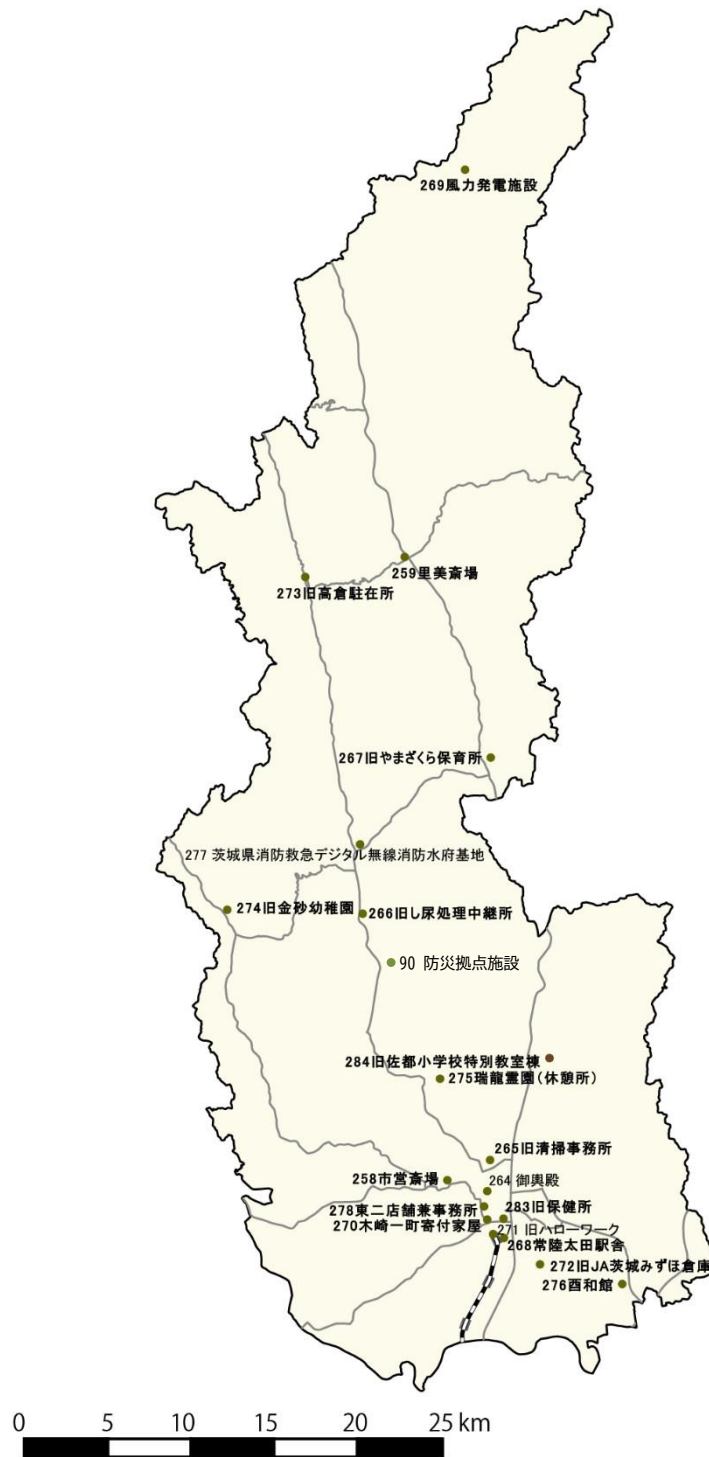 269風力発電施設
259里美斎場
273旧高倉駐在所
267旧やまざくら保育所
277 茨城県消防救急デジタル無線消防水府基地
274旧金砂幼稚園
266旧し尿処理中継所
90 防災拠点施設
284旧佐都小学校特別教室棟
275瑞龍霊園(休憩所)
265旧清掃事務所
258市営斎場
264 御輿殿
278東二店舗兼事務所
283旧保健所
270木崎一町寄付家屋
271 旧ハローワーク
268常陸太田駅舎
272旧JA茨城みずほ倉庫
276酉和館
0 5 10 15 20 25 km